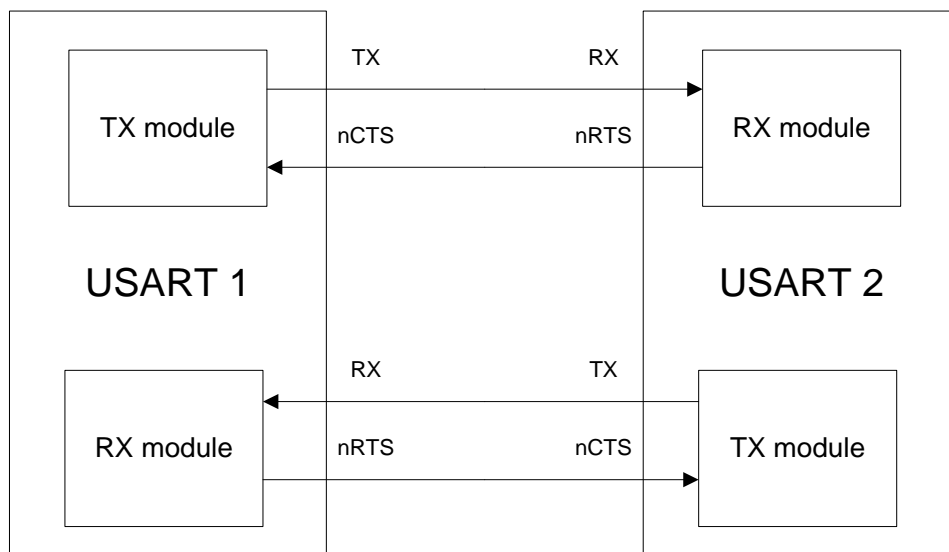 TX RX
TX module RX module
nCTS nRTS
USART 1 USART 2
RX TX
RX module TX module
nRTS nCTS